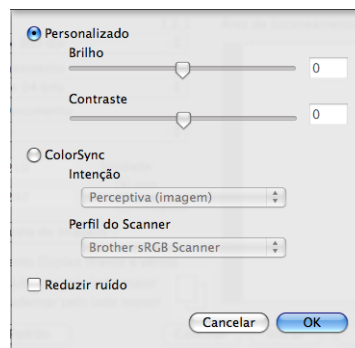 Personalizado
Brilho
0
Contraste
0
ColorSync
Intenção
Perceptiva (imagem)
Perfil do Scanner
Brother sRGB Scanner
Reduzir ruído
Cancelar OK